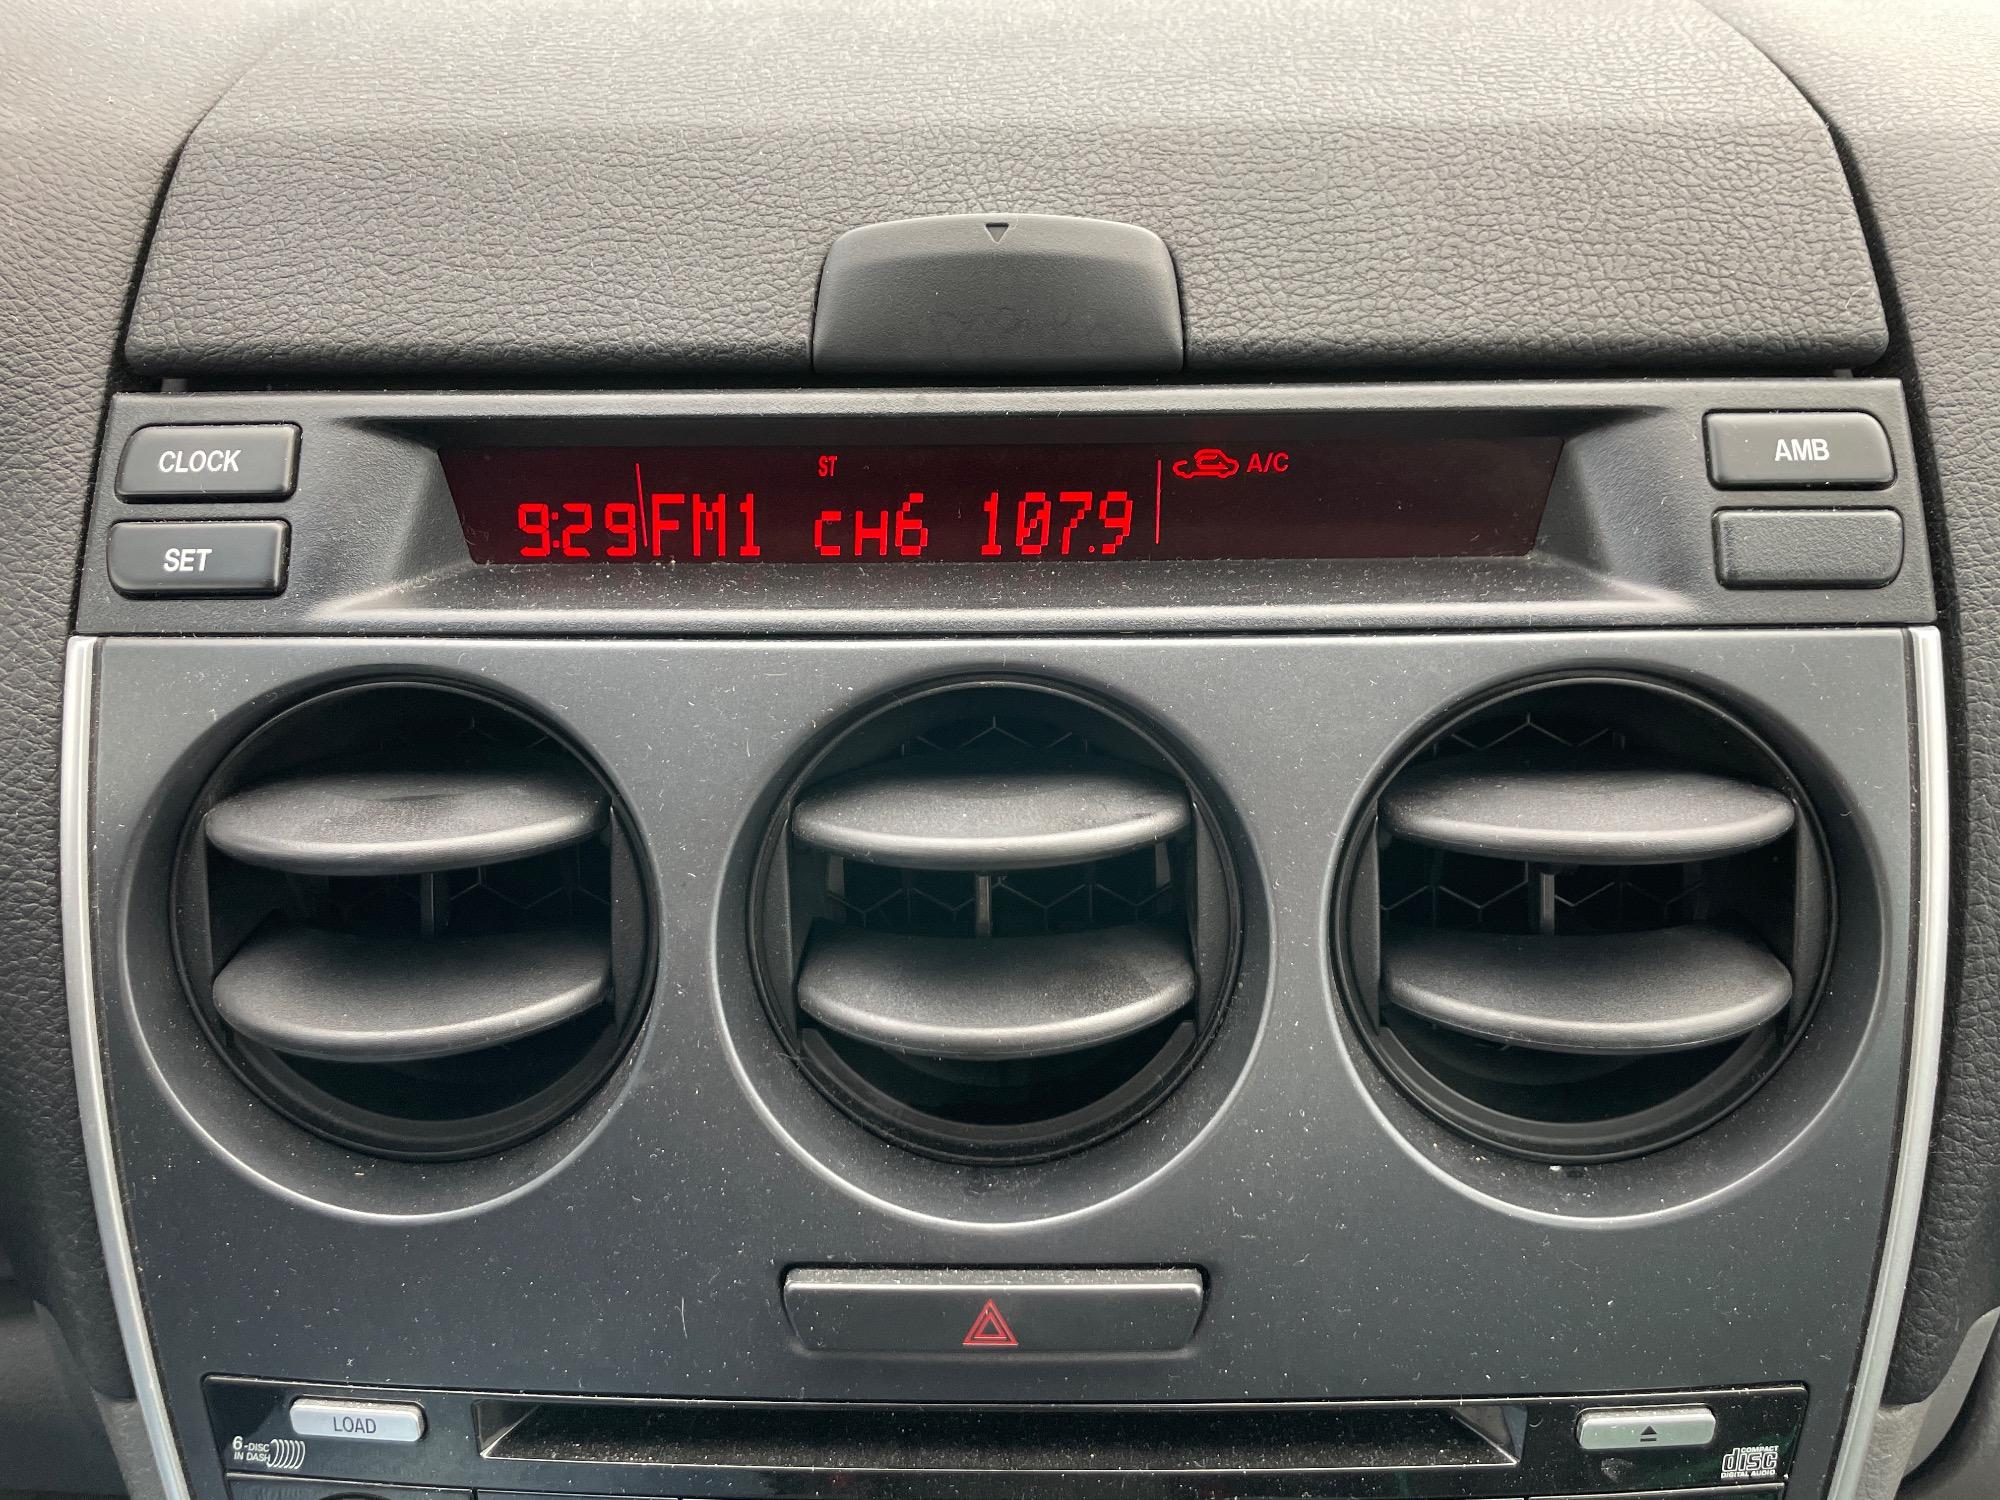 CLOCK
SET
ST
9:29 FM1 CH6 107.9
A/C
AMB
LOAD
6-DISC
IN DASH
COMPACT
disc
DIGITAL AUDIO